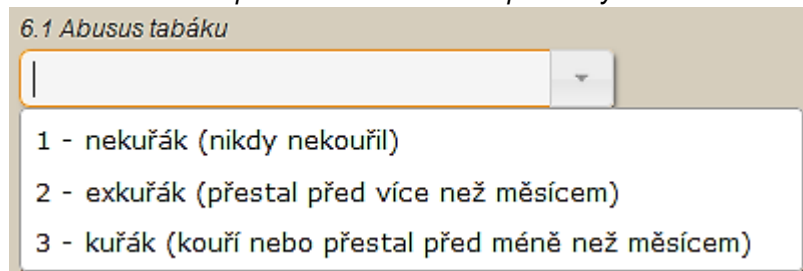 6.1 Abusus tabáku
1 - nekuřák (nikdy nekouřil)
2 - exkuřák (přestal před více než měsícem)
3 - kuřák (kouří nebo přestal před méně než měsícem)